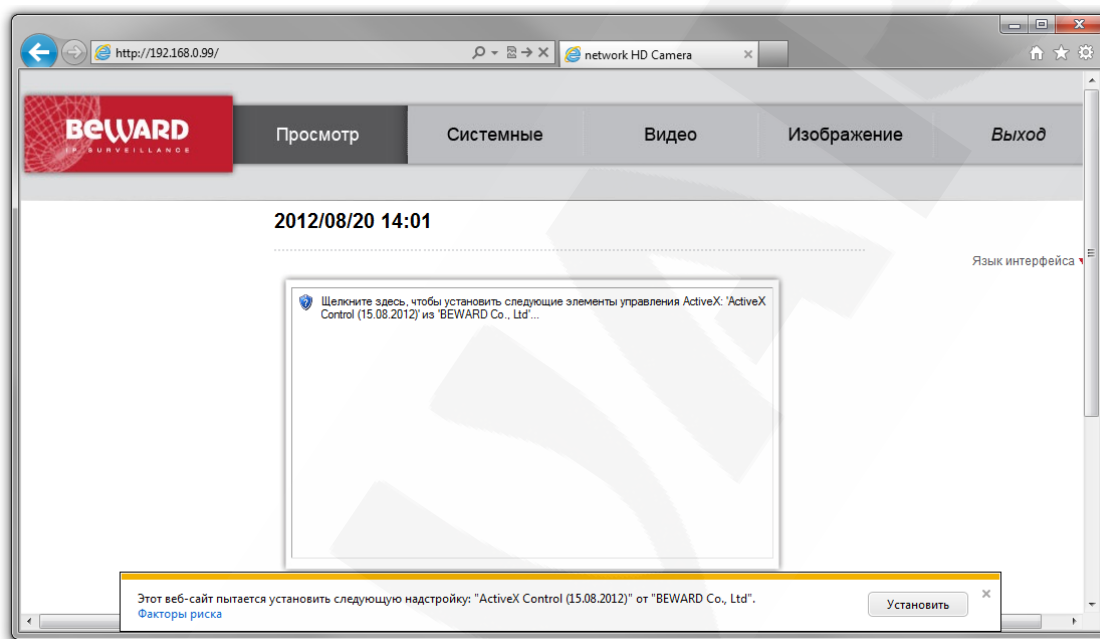 http://192.168.0.99/
network HD Camera
BEWARD
IP SURVEILLANCE
Просмотр
Системные
Видео
Изображение
Выход
2012/08/20 14:01
Язык интерфейса
Щелкните здесь, чтобы установить следующие элементы управления ActiveX: 'ActiveX
Control (15.08.2012)' из 'BEWARD Co., Ltd'...
Этот веб-сайт пытается установить следующую надстройку: "ActiveX Control (15.08.2012)" от "BEWARD Co., Ltd".
Факторы риска
Установить